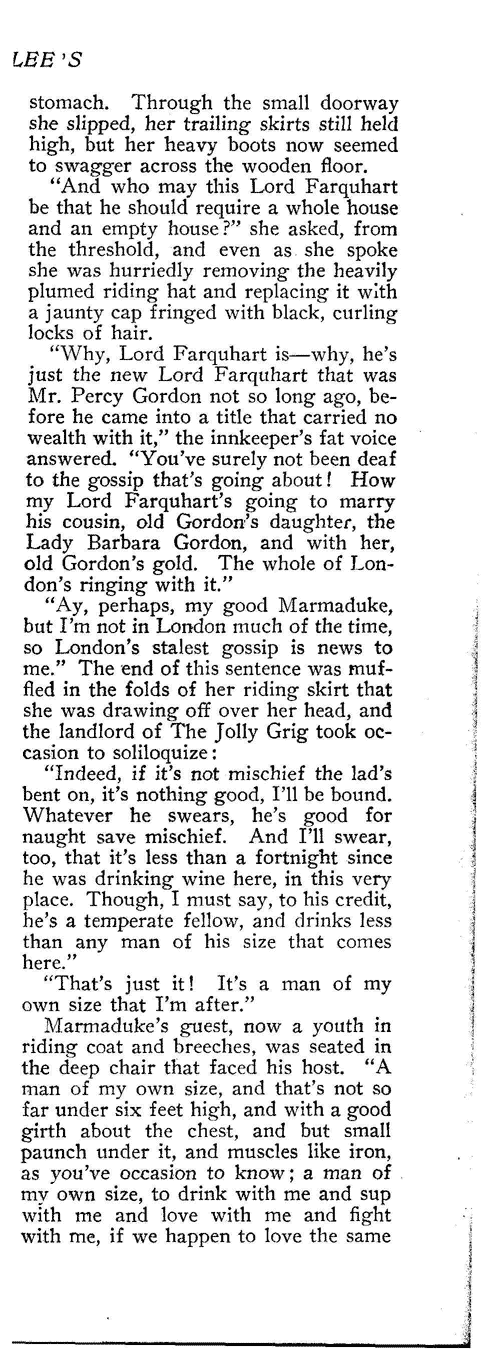 LEE'S
stomach. Through the small doorway
she slipped, her trailing skirts still held
high, but her heavy boots now seemed
to swagger across the wooden floor.
"And who may this Lord Farquhart
be that he should require a whole house
and an empty house?" she asked, from
the threshold, and even as she spoke
she was hurriedly removing the heavily
plumed riding hat and replacing it with
a jaunty cap fringed with black, curling
locks of hair.
"Why, Lord Farquhart is—why, he's
just the new Lord Farquhart that was
Mr. Percy Gordon not so long ago, be-
fore he came into a title that carried no
wealth with it," the innkeeper's fat voice
answered. "You've surely not been deaf
to the gossip that's going about! How
my Lord Farquhart's going to marry
his cousin, old Gordon's daughter, the
Lady Barbara Gordon, and with her,
old Gordon's gold. The whole of Lon-
don's ringing with it."
"Ay, perhaps, my good Marmaduke,
but I'm not in London much of the time,
so London's stalest gossip is news to
me." The end of this sentence was muf-
fled in the folds of her riding skirt that
she was drawing off over her head, and
the landlord of The Jolly Grig took oc-
casion to soliloquize:
"Indeed, if it's not mischief the lad's
bent on, it's nothing good, I'll be bound.
Whatever he swears, he's good for
naught save mischief. And I'll swear,
too, that it's less than a fortnight since
he was drinking wine here, in this very
place. Though, I must say, to his credit,
he's a temperate fellow, and drinks less
than any man of his size that comes
here."
"That's just it! It's a man of my
own size that I'm after."
Marmaduke's guest, now a youth in
riding coat and breeches, was seated in
the deep chair that faced his host. "A
man of my own size, and that's not so
far under six feet high, and with a good
girth about the chest, and but small
paunch under it, and muscles like iron,
as you've occasion to know; a man of
my own size, to drink with me and sup
with me and love with me and fight
with me, if we happen to love the same